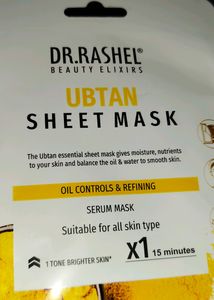 DR.RASHEL®
BEAUTY ELIXIRS
UBTAN
SHEET MASK
The Ubtan essential sheet mask gives moisture, nutrients
to your skin and balance the oil & water to smooth skin.
OIL CONTROLS & REFINING
SERUM MASK
Suitable for all skin type
1 TONE BRIGHTER SKIN*
X1 15 minutes